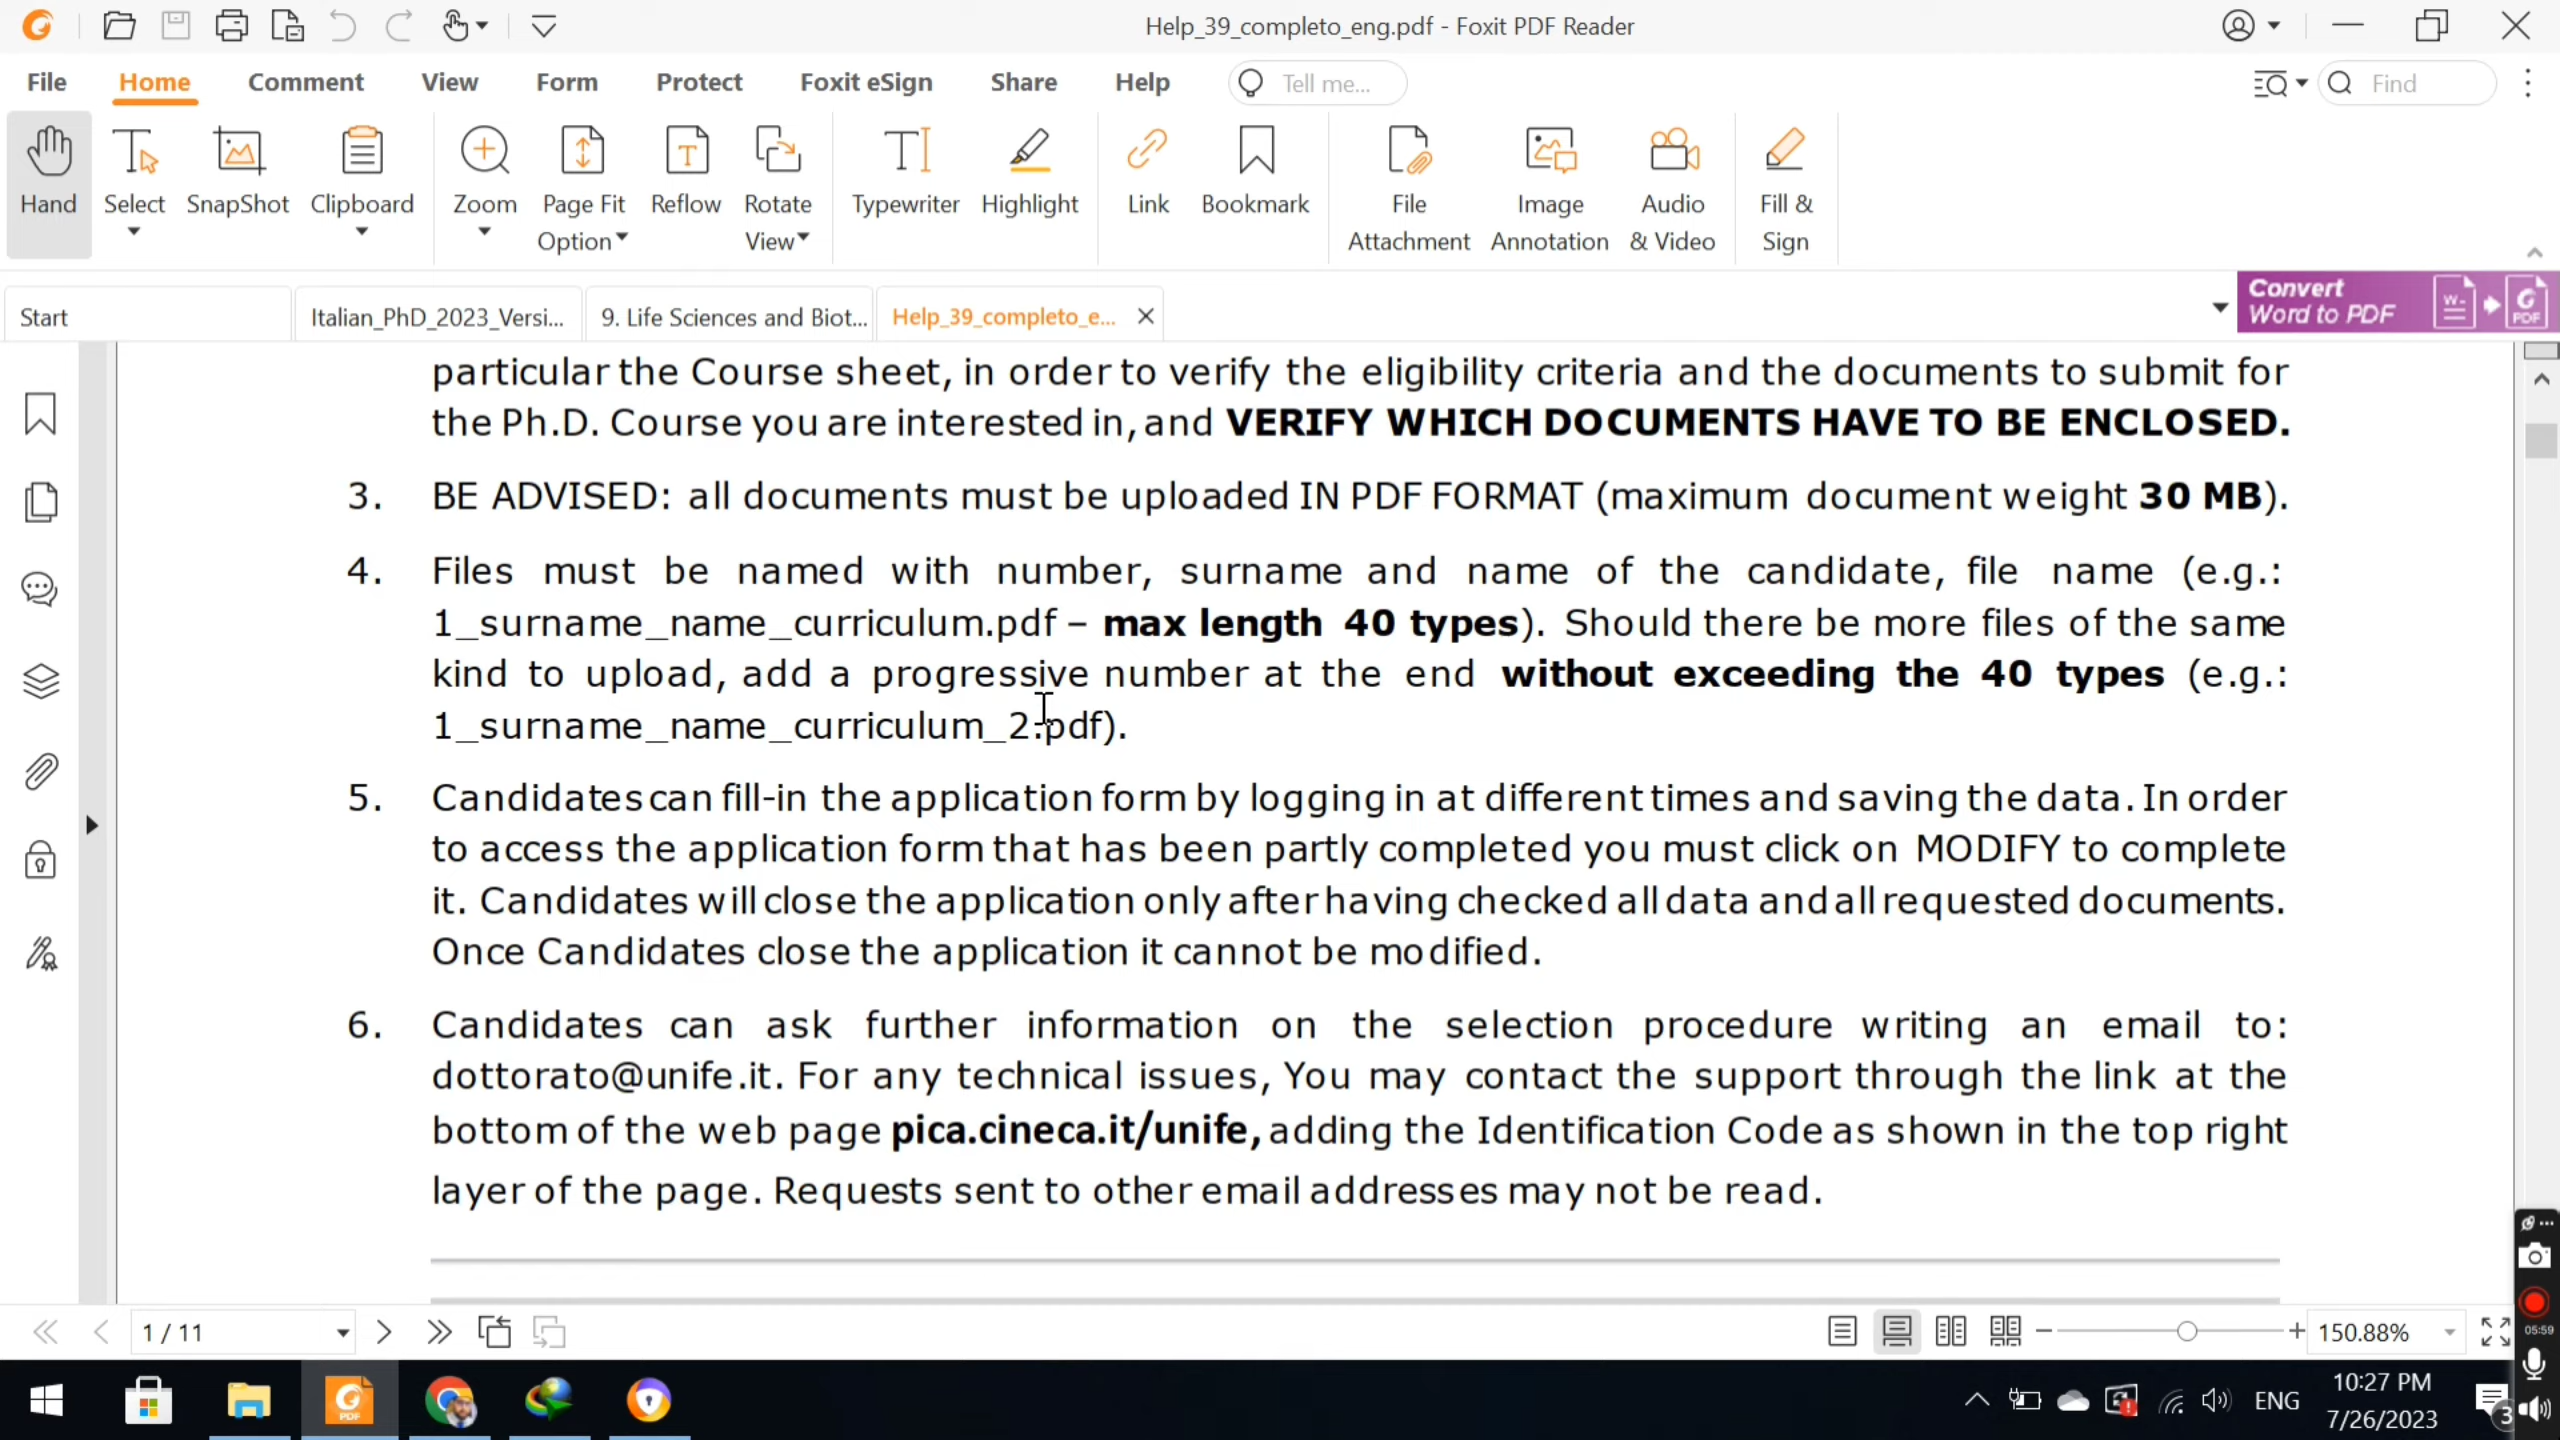 Help_39_completo_eng.pdf - Foxit PDF Reader
File Home Comment View Form Protect Foxit eSign Share Help Tell me... Find
Hand Select SnapShot Clipboard Zoom Page Fit Option Reflow Rotate View Typewriter Highlight Link Bookmark File Attachment Image Annotation Audio & Video Fill & Sign
Start Italian_PhD_2023_Versi... 9. Life Sciences and Biot... Help_39_completo_e...
Convert
Word to PDF
particular the Course sheet, in order to verify the eligibility criteria and the documents to submit for
the Ph.D. Course you are interested in, and VERIFY WHICH DOCUMENTS HAVE TO BE ENCLOSED.
3. BE ADVISED: all documents must be uploaded IN PDF FORMAT (maximum document weight 30 MB).
4. Files must be named with number, surname and name of the candidate, file name (e.g.:
1_surname_name_curriculum.pdf – max length 40 types). Should there be more files of the same
kind to upload, add a progressive number at the end without exceeding the 40 types (e.g.:
1_surname_name_curriculum_2.pdf).
5. Candidates can fill-in the application form by logging in at different times and saving the data. In order
to access the application form that has been partly completed you must click on MODIFY to complete
it. Candidates will close the application only after having checked all data and all requested documents.
Once Candidates close the application it cannot be modified.
6. Candidates can ask further information on the selection procedure writing an email to:
dottorato@unife.it. For any technical issues, You may contact the support through the link at the
bottom of the web page pica.cineca.it/unife, adding the Identification Code as shown in the top right
layer of the page. Requests sent to other email addresses may not be read.
05:59
1 / 11 150.88%
ENG 10:27 PM
7/26/2023
3